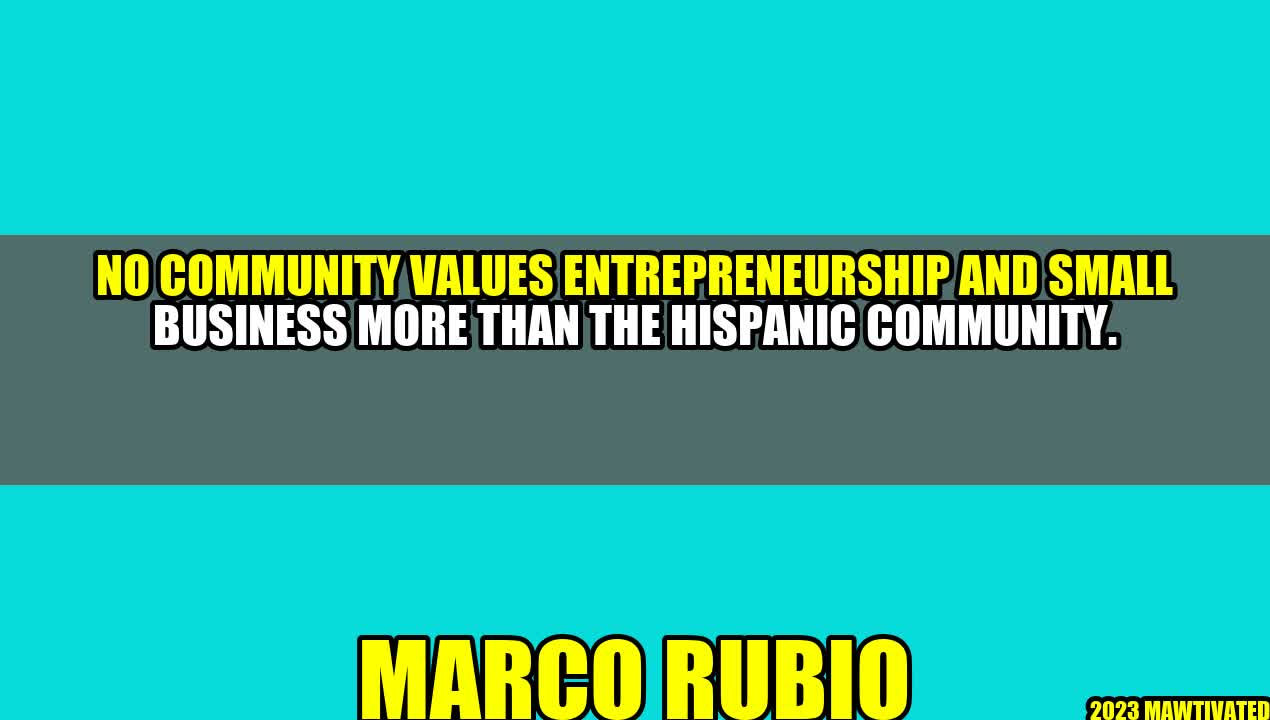 NO COMMUNITY VALUES ENTREPRENEURSHIP AND SMALL
BUSINESS MORE THAN THE HISPANIC COMMUNITY.
MARCO RUBIO
2023 MAWTIVATED